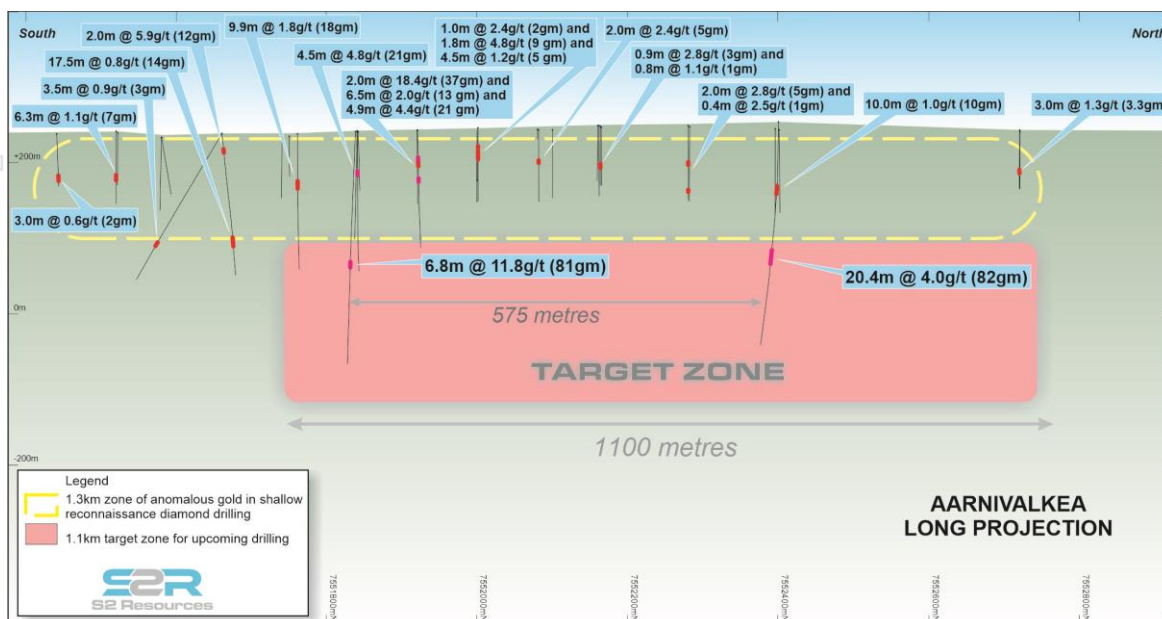 South
North
2.0m @ 5.9g/t (12gm)
9.9m @ 1.8g/t (18gm)
1.0m @ 2.4g/t (2gm) and
1.8m @ 4.8g/t (9 gm) and
4.5m @ 1.2g/t (5 gm)
2.0m @ 2.4g/t (5gm)
17.5m @ 0.8g/t (14gm)
4.5m @ 4.8g/t (21gm)
0.9m @ 2.8g/t (3gm) and
0.8m @ 1.1g/t (1gm)
3.5m @ 0.9g/t (3gm)
2.0m @ 18.4g/t (37gm) and
6.5m @ 2.0g/t (13 gm) and
4.9m @ 4.4g/t (21 gm)
2.0m @ 2.8g/t (5gm) and
0.4m @ 2.5g/t (1gm)
10.0m @ 1.0g/t (10gm)
3.0m @ 1.3g/t (3.3gm)
6.3m @ 1.1g/t (7gm)
+200m
3.0m @ 0.6g/t (2gm)
6.8m @ 11.8g/t (81gm)
20.4m @ 4.0g/t (82gm)
0m
575 metres
TARGET ZONE
1100 metres
-200m
Legend
1.3km zone of anomalous gold in shallow
reconnaissance diamond drilling
1.1km target zone for upcoming drilling
S2R
S2 Resources
AARNIVALKEA
LONG PROJECTION
7551800mN
7552000mN
7552200mN
7552400mN
7552600mN
7552800mN